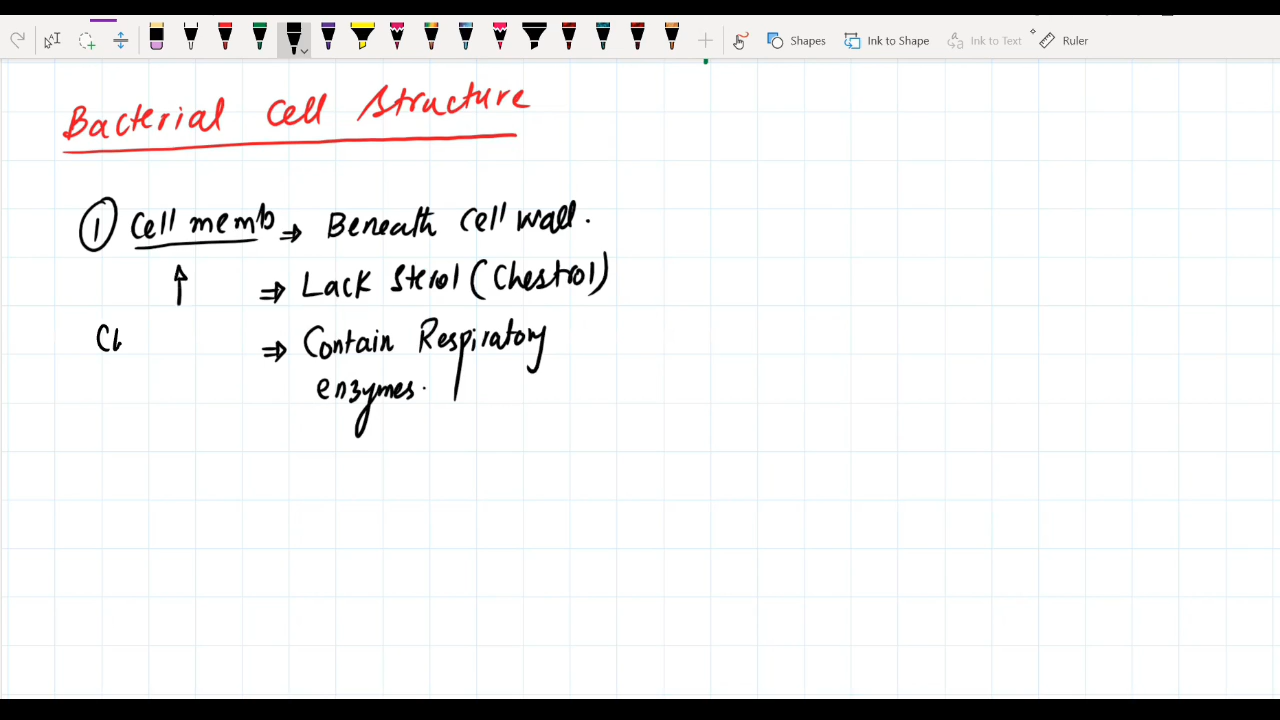 Shapes Ink to Shape Ink to Text Ruler
Bacterial Cell Structure
① Cell memb ⇒ Beneath Cell wall.
↑ ⇒ Lack Sterol (Chestrol)
⇒ Contain Respiratory
enzymes.